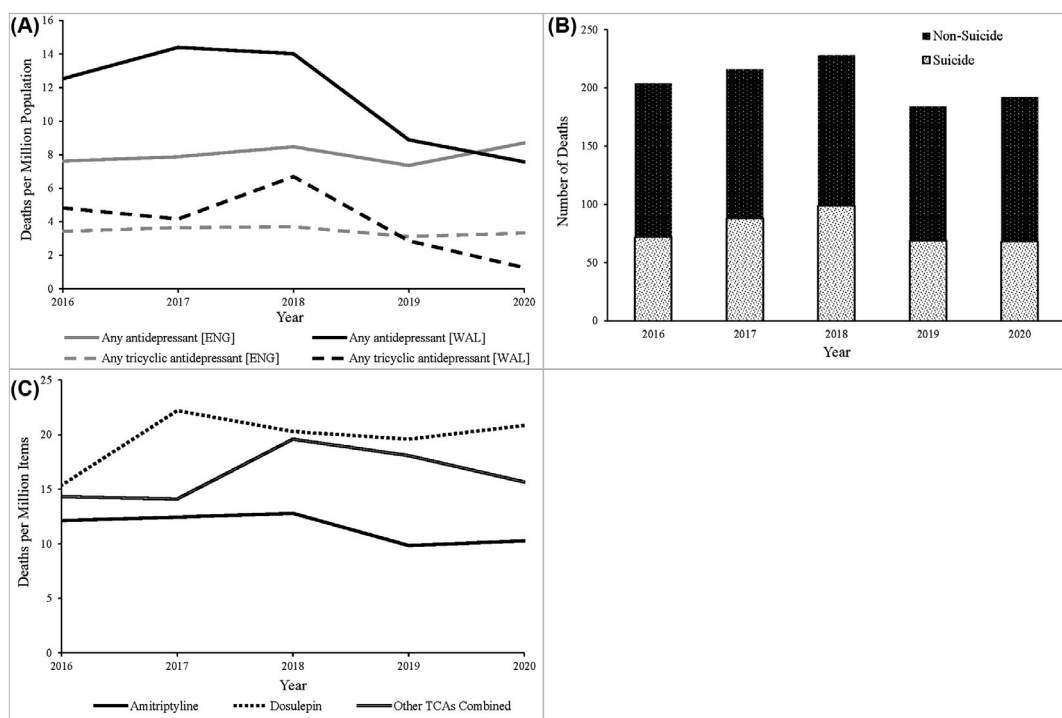 (A)
16
14
12
10
8
6
4
2
0
Deaths per Million Population
2016 2017 2018 2019 2020
Year
Any antidepressant [ENG] Any antidepressant [WAL]
Any tricyclic antidepressant [ENG] Any tricyclic antidepressant [WAL]
(B)
250
200
150
100
50
0
Number of Deaths
Non-Suicide
Suicide
2016 2017 2018 2019 2020
Year
(C)
25
20
15
10
5
0
Deaths per Million Items
2016 2017 2018 2019 2020
Year
Amitriptyline Dosulepin Other TCAs Combined